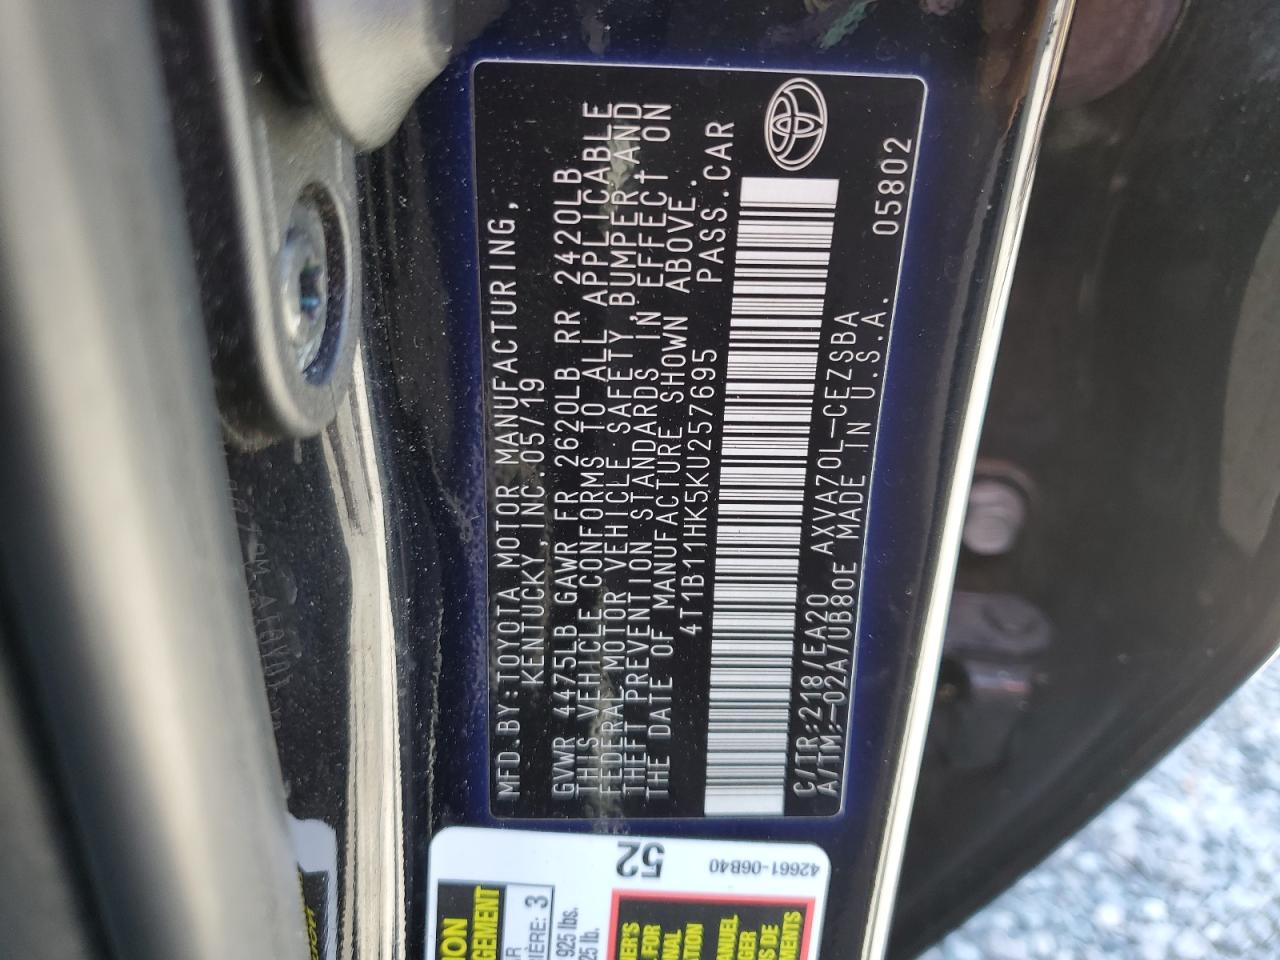 MFD.BY:TOYOTA MOTOR MANUFACTURING,
KENTUCKY,INC.05/19
GVWR 4475LB GAWR FR 2620LB RR 2420LB
THIS VEHICLE CONFORMS TO ALL APPLICABLE
FEDERAL MOTOR VEHICLE SAFETY,BUMPER,AND
THEFT PREVENTION STANDARDS IN EFFECT ON
THE DATE OF MANUFACTURE SHOWN ABOVE.
4T1B11HK5KU257695 PASS.CAR
C/TR:218/EA20 AXVA70L-CEZSBA
A/TM:-02A/UB80E MADE IN U.S.A. 05802
52
42661-06B40
3
925 lbs.